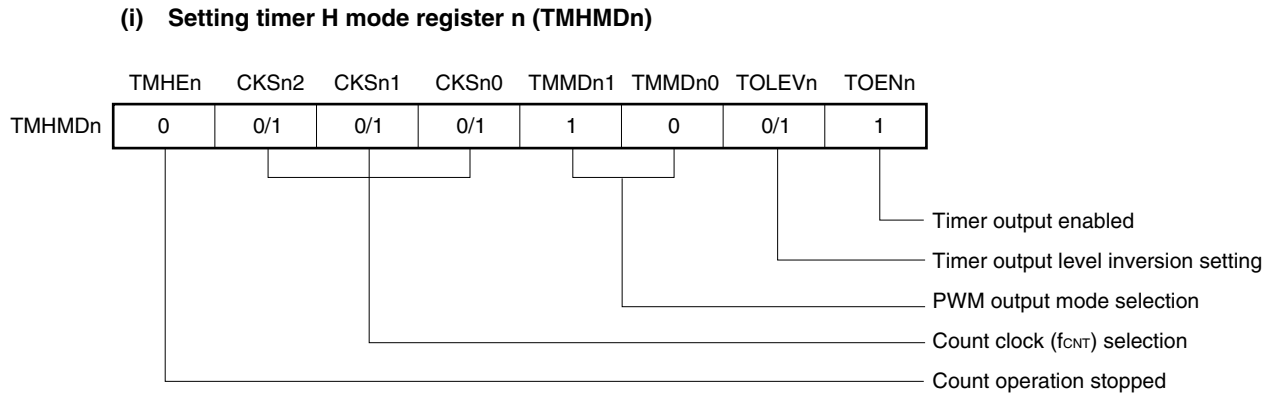 (i) Setting timer H mode register n (TMHMDn)
TMHEn CKSn2 CKSn1 CKSn0 TMMDn1 TMMDn0 TOLEVn TOENn
TMHMDn 0 0/1 0/1 0/1 1 0 0/1 1
Timer output enabled
Timer output level inversion setting
PWM output mode selection
Count clock (fCNT) selection
Count operation stopped